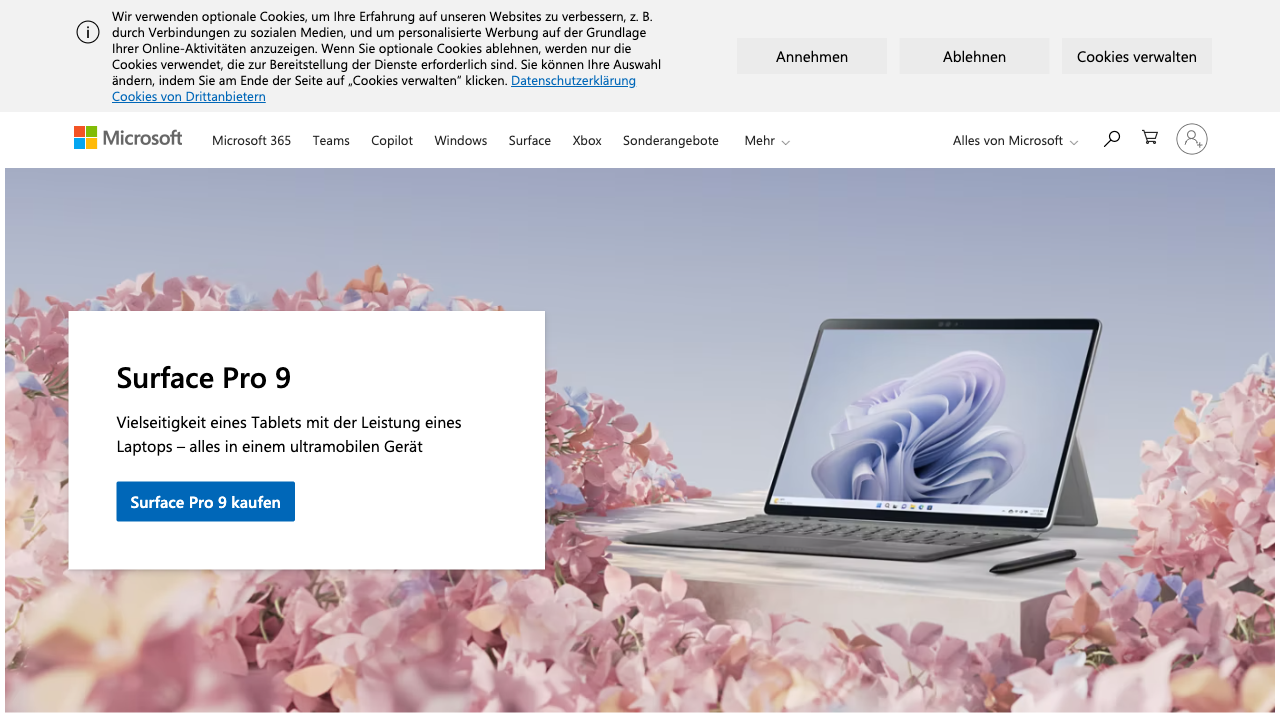 Wir verwenden optionale Cookies, um Ihre Erfahrung auf unseren Websites zu verbessern, z. B.
durch Verbindungen zu sozialen Medien, und um personalisierte Werbung auf der Grundlage
Ihrer Online-Aktivitäten anzuzeigen. Wenn Sie optionale Cookies ablehnen, werden nur die
Cookies verwendet, die zur Bereitstellung der Dienste erforderlich sind. Sie können Ihre Auswahl
ändern, indem Sie am Ende der Seite auf „Cookies verwalten“ klicken. Datenschutzerklärung
Cookies von Drittanbietern
Annehmen
Ablehnen
Cookies verwalten
Microsoft
Microsoft 365
Teams
Copilot
Windows
Surface
Xbox
Sonderangebote
Mehr
Alles von Microsoft
Surface Pro 9
Vielseitigkeit eines Tablets mit der Leistung eines
Laptops – alles in einem ultramobilen Gerät
Surface Pro 9 kaufen